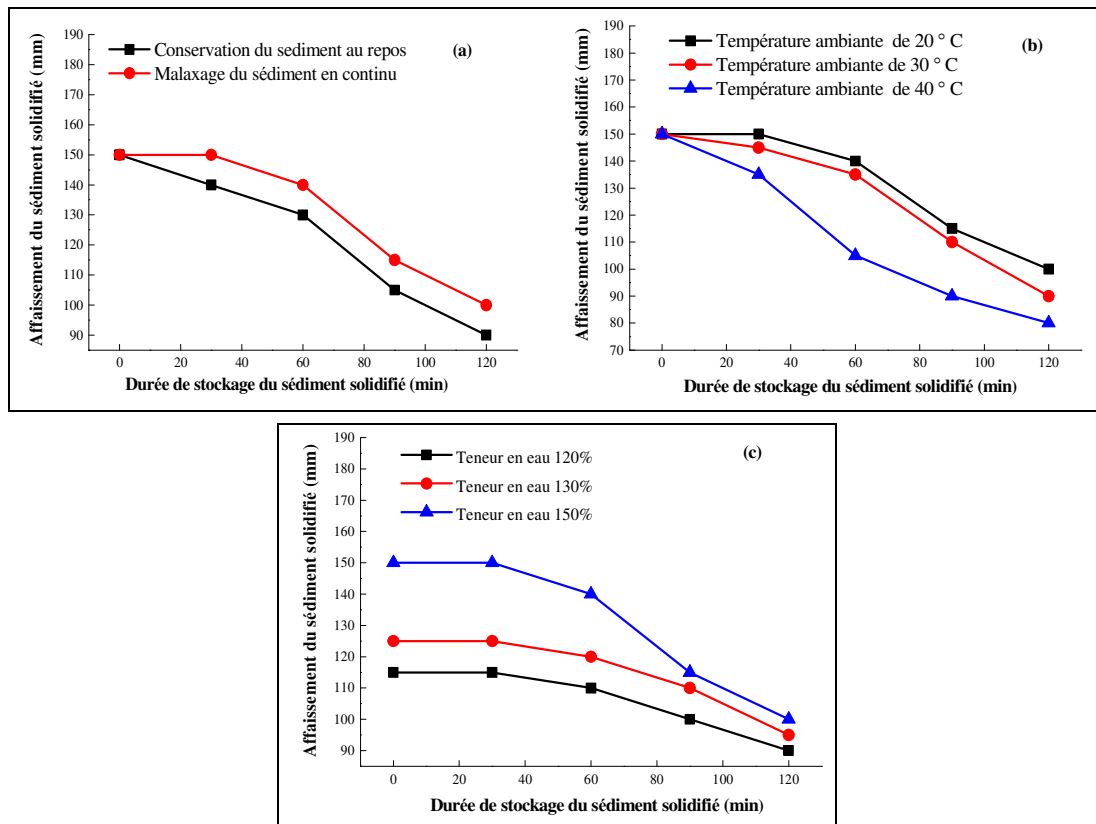 (a)
Conservation du sediment au repos
Malaxage du sédiment en continu
Affaissement du sédiment solidifié (mm)
190
180
170
160
150
140
130
120
110
100
90
0 20 40 60 80 100 120
Durée de stockage du sédiment solidifié (min)
(b)
Température ambiante de 20 ° C
Température ambiante de 30 ° C
Température ambiante de 40 ° C
Affaissement du sédiment solidifié (mm)
190
180
170
160
150
140
130
120
110
100
90
80
70
0 20 40 60 80 100 120
Durée de stockage du sédiment solidifié (min)
(c)
Teneur en eau 120%
Teneur en eau 130%
Teneur en eau 150%
Affaissement du sédiment solidifié (mm)
190
180
170
160
150
140
130
120
110
100
90
0 20 40 60 80 100 120
Durée de stockage du sédiment solidifié (min)